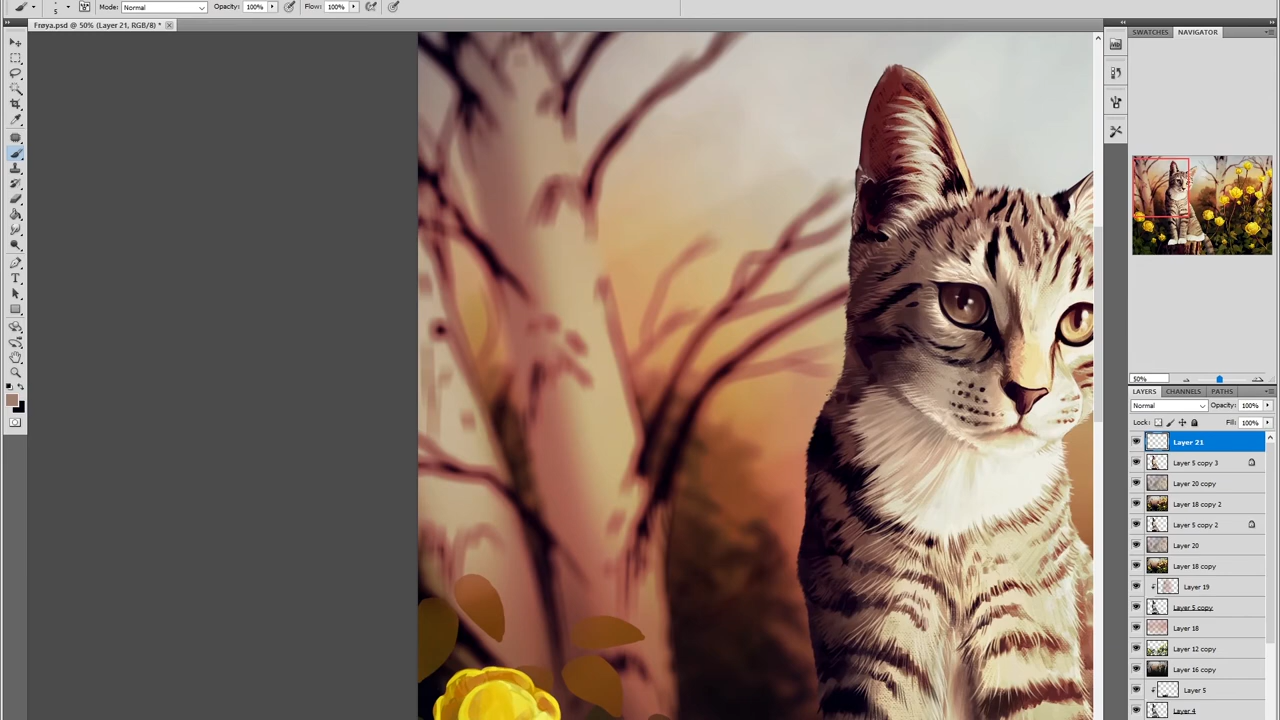 5 Mode: Normal Opacity: 100% Flow: 100%
Frøya.psd @ 50% (Layer 21, RGB/8) *
SWATCHES NAVIGATOR
Mb
50%
LAYERS CHANNELS PATHS
Normal Opacity: 100%
Lock: Fill: 100%
Layer 21
Layer 5 copy 3
Layer 20 copy
Layer 18 copy 2
Layer 5 copy 2
Layer 20
Layer 18 copy
Layer 19
Layer 5 copy
Layer 18
Layer 12 copy
Layer 16 copy
Layer 5
Layer 4